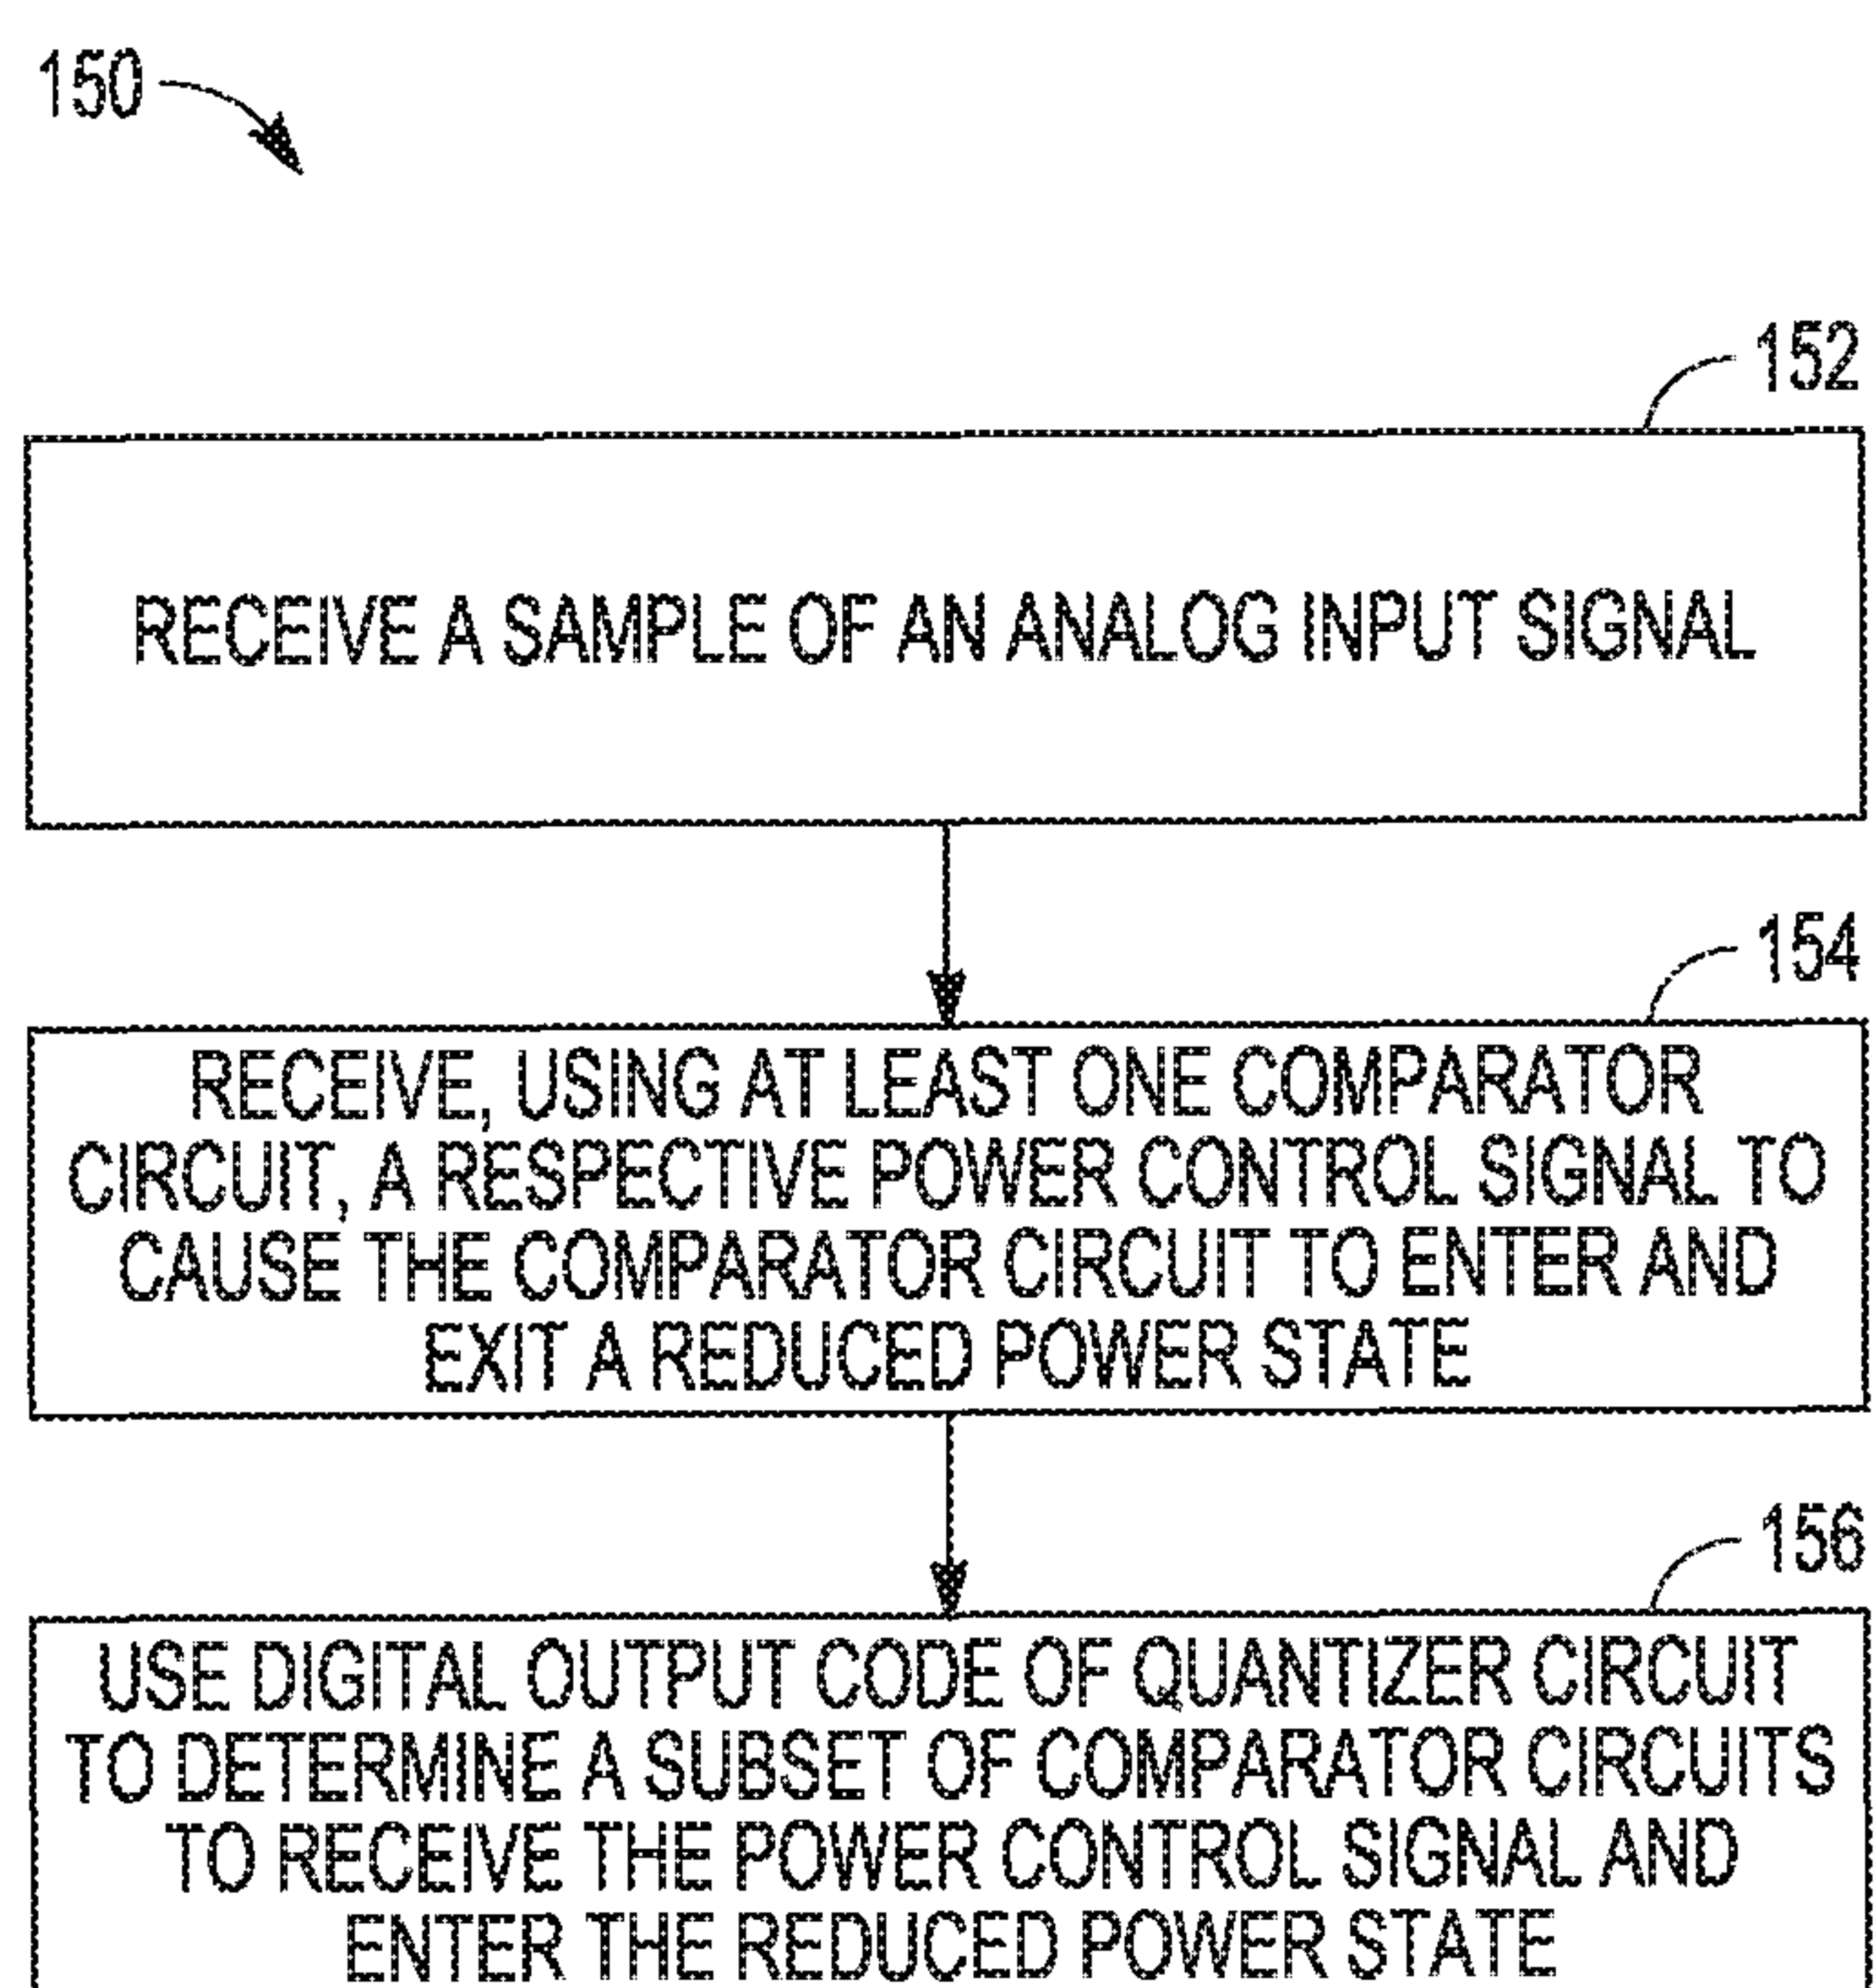 150
152
RECEIVE A SAMPLE OF AN ANALOG INPUT SIGNAL
154
RECEIVE, USING AT LEAST ONE COMPARATOR
CIRCUIT, A RESPECTIVE POWER CONTROL SIGNAL TO
CAUSE THE COMPARATOR CIRCUIT TO ENTER AND
EXIT A REDUCED POWER STATE
156
USE DIGITAL OUTPUT CODE OF QUANTIZER CIRCUIT
TO DETERMINE A SUBSET OF COMPARATOR CIRCUITS
TO RECEIVE THE POWER CONTROL SIGNAL AND
ENTER THE REDUCED POWER STATE